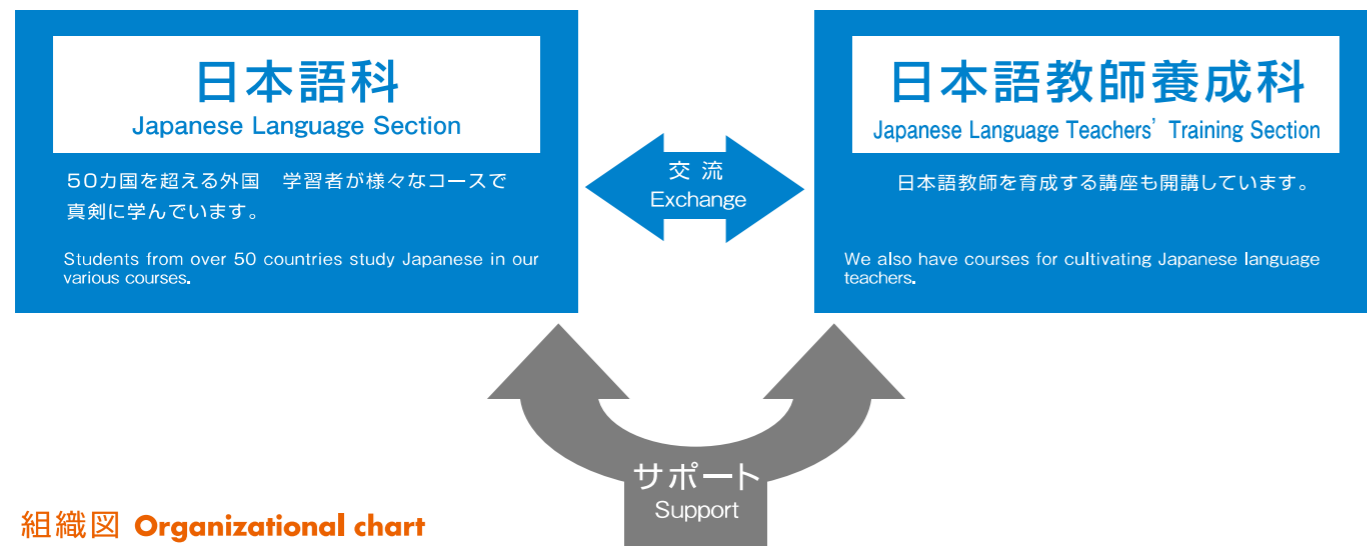 日本語科
Japanese Language Section
50カ国を超える外国　学習者が様々なコースで
真剣に学んでいます。
Students from over 50 countries study Japanese in our
various courses.
交流
Exchange
日本語教師養成科
Japanese Language Teachers' Training Section
日本語教師を育成する講座も開講しています。
We also have courses for cultivating Japanese language
teachers.
サポート
Support
組織図 Organizational chart